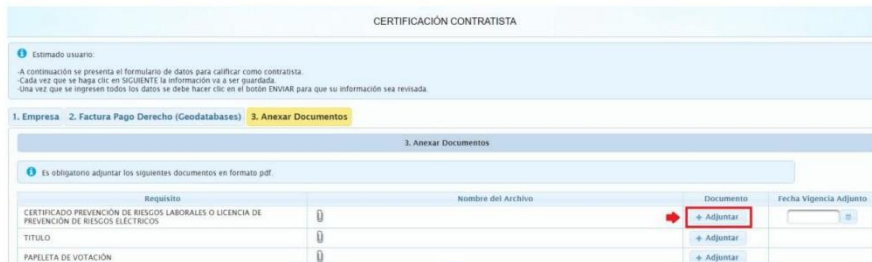 CERTIFICACIÓN CONTRATISTA
Estimado usuario:
-A continuación se presenta el formulario de datos para calificar como contratista.
-Cada vez que se haga clic en SIGUIENTE la información va a ser guardada.
-Una vez que se ingresen todos los datos se debe hacer clic en el botón ENVIAR para que su información sea revisada.
1. Empresa 2. Factura Pago Derecho (Geodatabases) 3. Anexar Documentos
3. Anexar Documentos
Es obligatorio adjuntar los siguientes documentos en formato pdf.
Requisito Nombre del Archivo Documento Fecha Vigencia Adjunto
CERTIFICADO PREVENCIÓN DE RIESGOS LABORALES O LICENCIA DE
PREVENCIÓN DE RIESGOS ELÉCTRICOS + Adjuntar
TITULO + Adjuntar
PAPELETA DE VOTACIÓN + Adjuntar